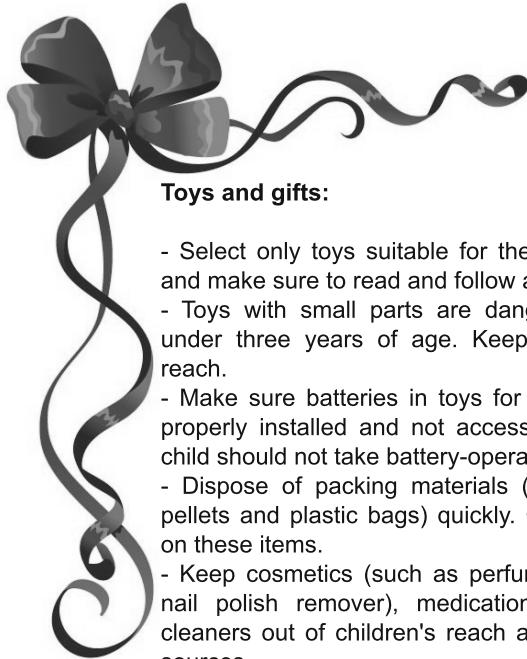 Toys and gifts:
- Select only toys suitable for the
and make sure to read and follow a
- Toys with small parts are dang
under three years of age. Keep
reach.
- Make sure batteries in toys for
properly installed and not access
child should not take battery-opera
- Dispose of packing materials (
pellets and plastic bags) quickly.
on these items.
- Keep cosmetics (such as perfu
nail polish remover), medication
cleaners out of children's reach a